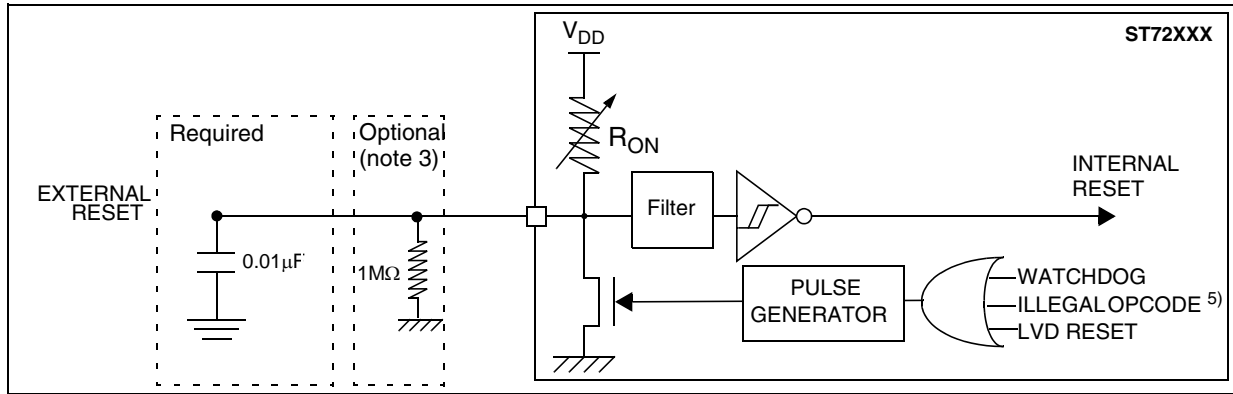 V_DD
ST72XXX
Required
Optional
(note 3)
R_ON
EXTERNAL
RESET
Filter
INTERNAL
RESET
0.01μF
1MΩ
PULSE
GENERATOR
WATCHDOG
ILLEGAL OPCODE 5)
LVD RESET